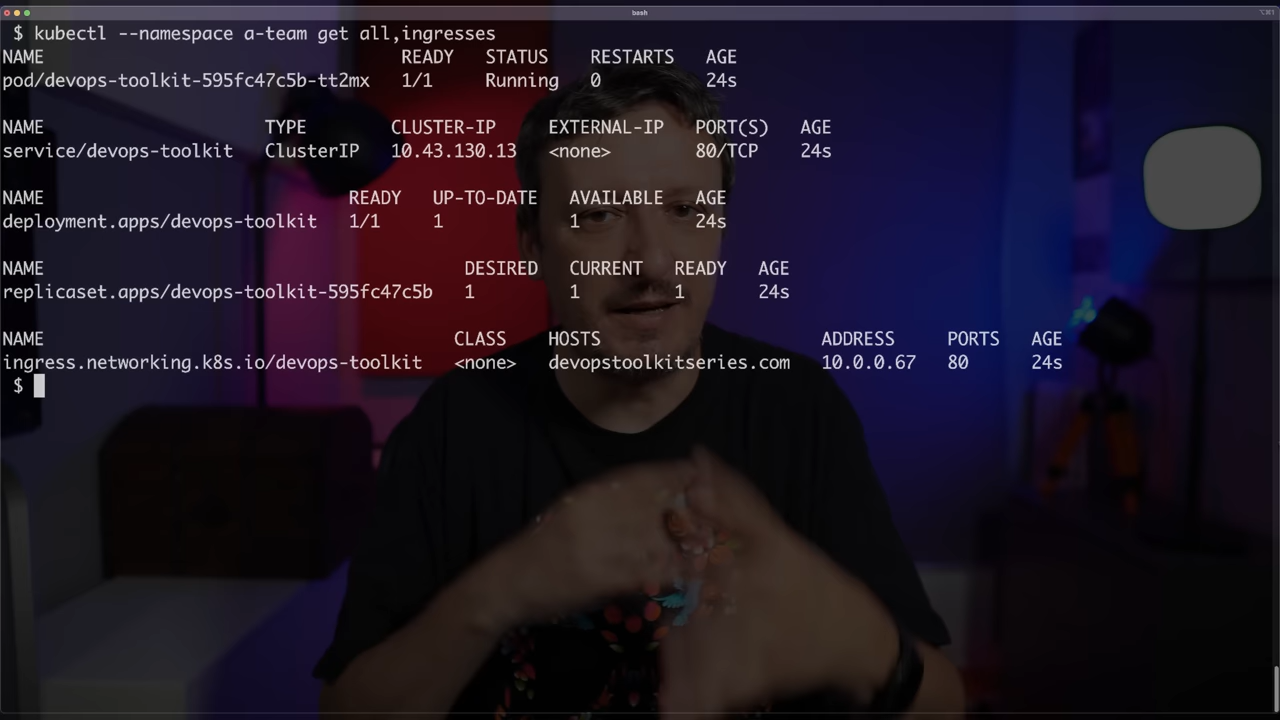 bash
⌥⌘1
$ kubectl --namespace a-team get all,ingresses
NAME READY STATUS RESTARTS AGE
pod/devops-toolkit-595fc47c5b-tt2mx 1/1 Running 0 24s
NAME TYPE CLUSTER-IP EXTERNAL-IP PORT(S) AGE
service/devops-toolkit ClusterIP 10.43.130.13 <none> 80/TCP 24s
NAME READY UP-TO-DATE AVAILABLE AGE
deployment.apps/devops-toolkit 1/1 1 1 24s
NAME DESIRED CURRENT READY AGE
replicaset.apps/devops-toolkit-595fc47c5b 1 1 1 24s
NAME CLASS HOSTS ADDRESS PORTS AGE
ingress.networking.k8s.io/devops-toolkit <none> devopstoolkitseries.com 10.0.0.67 80 24s
$